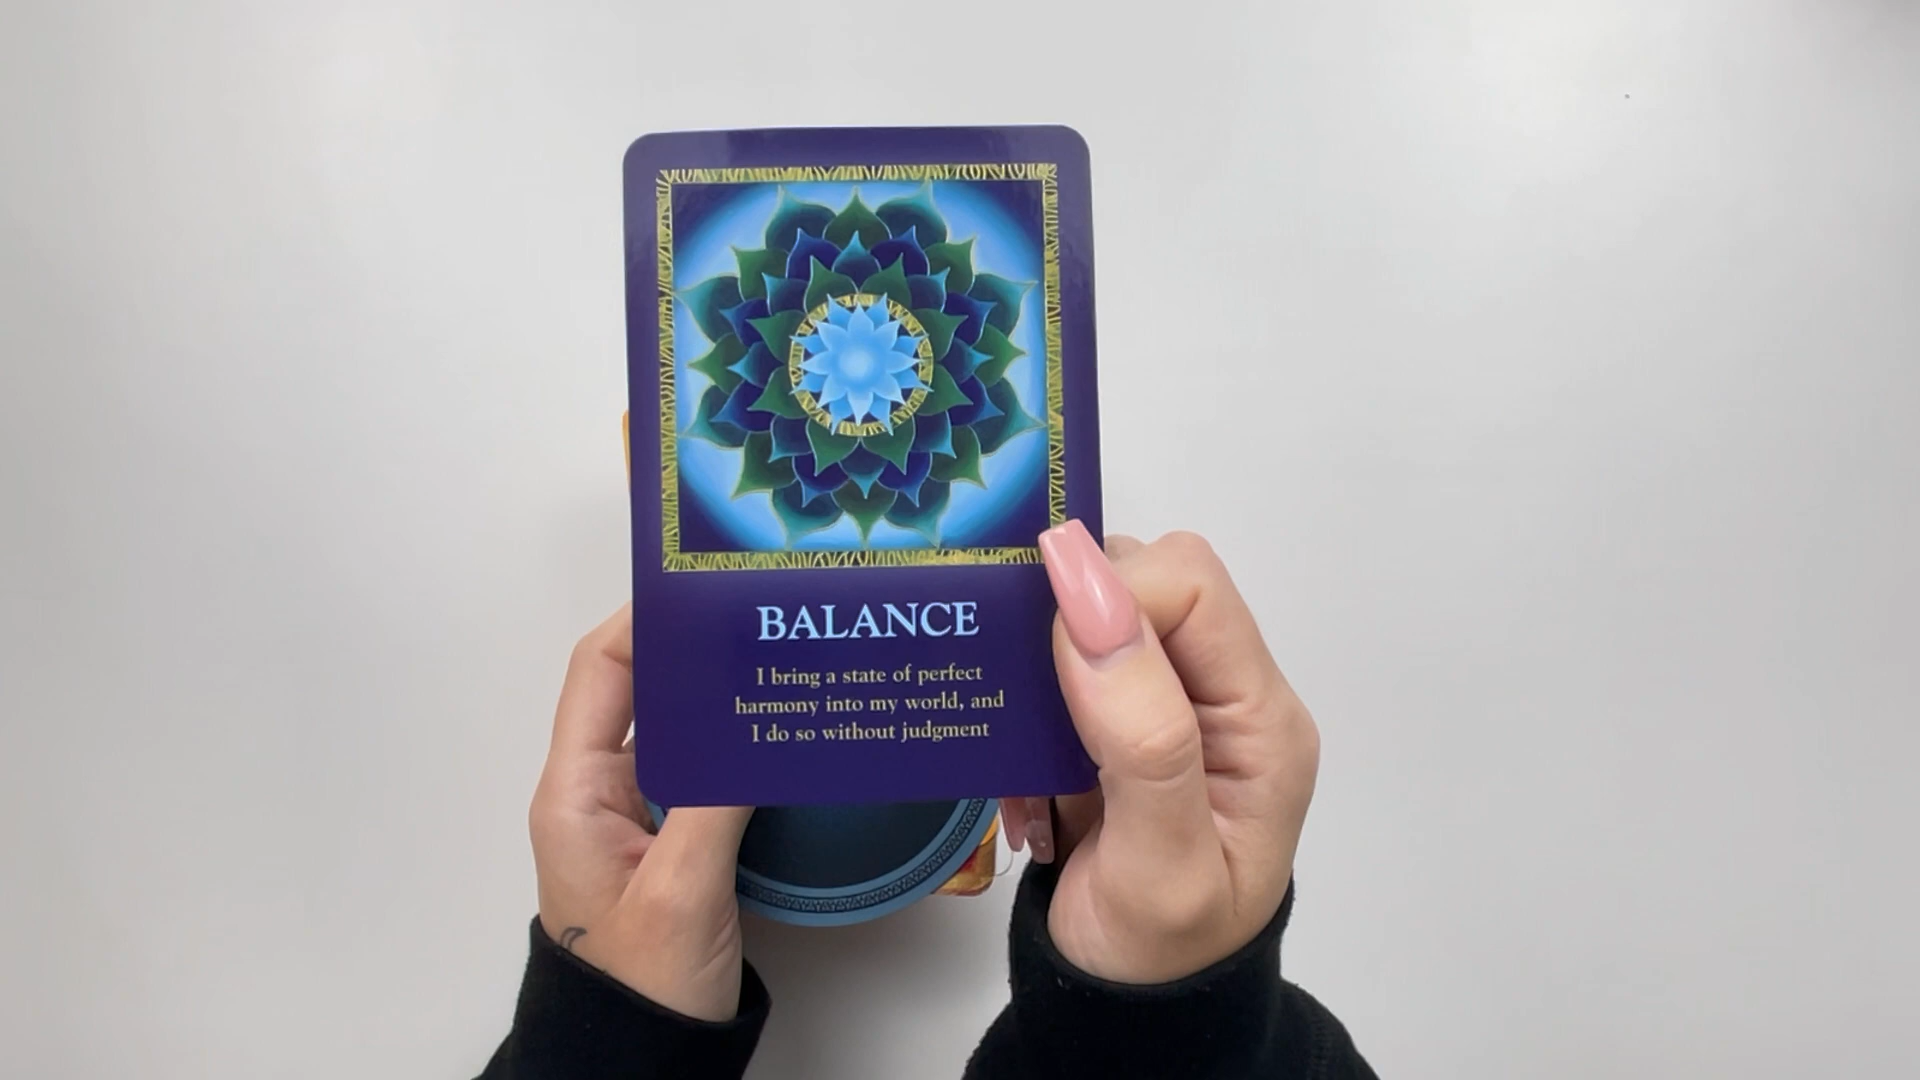 BALANCE
I bring a state of perfect
harmony into my world, and
I do so without judgment